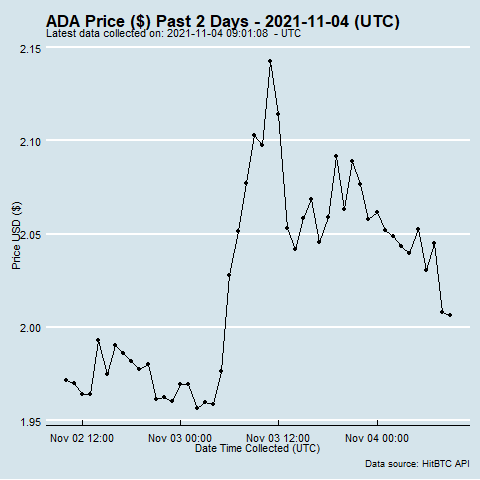 ADA Price ($) Past 2 Days - 2021-11-04 (UTC)
Latest data collected on: 2021-11-04 09:01:08 - UTC
2.15
2.10
2.05
2.00
1.95
Price USD ($)
Nov 02 12:00 Nov 03 00:00 Nov 03 12:00 Nov 04 00:00
Date Time Collected (UTC)
Data source: HitBTC API